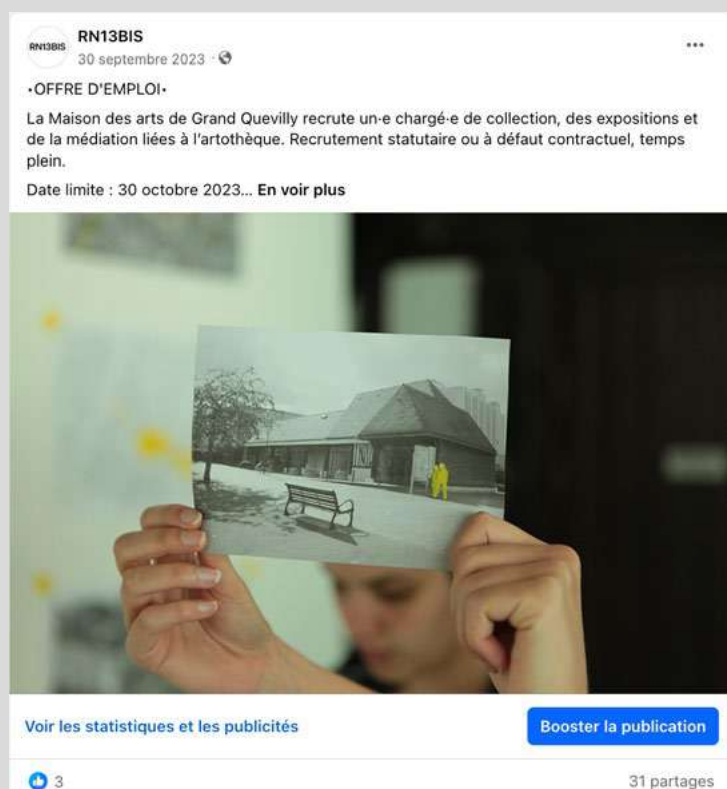 RN13BIS
RN13BIS
30 septembre 2023 ·
•OFFRE D'EMPLOI•
La Maison des arts de Grand Quevilly recrute un·e chargé·e de collection, des expositions et
de la médiation liées à l'artothèque. Recrutement statutaire ou à défaut contractuel, temps
plein.
Date limite : 30 octobre 2023... En voir plus
Voir les statistiques et les publicités
Booster la publication
3
31 partages